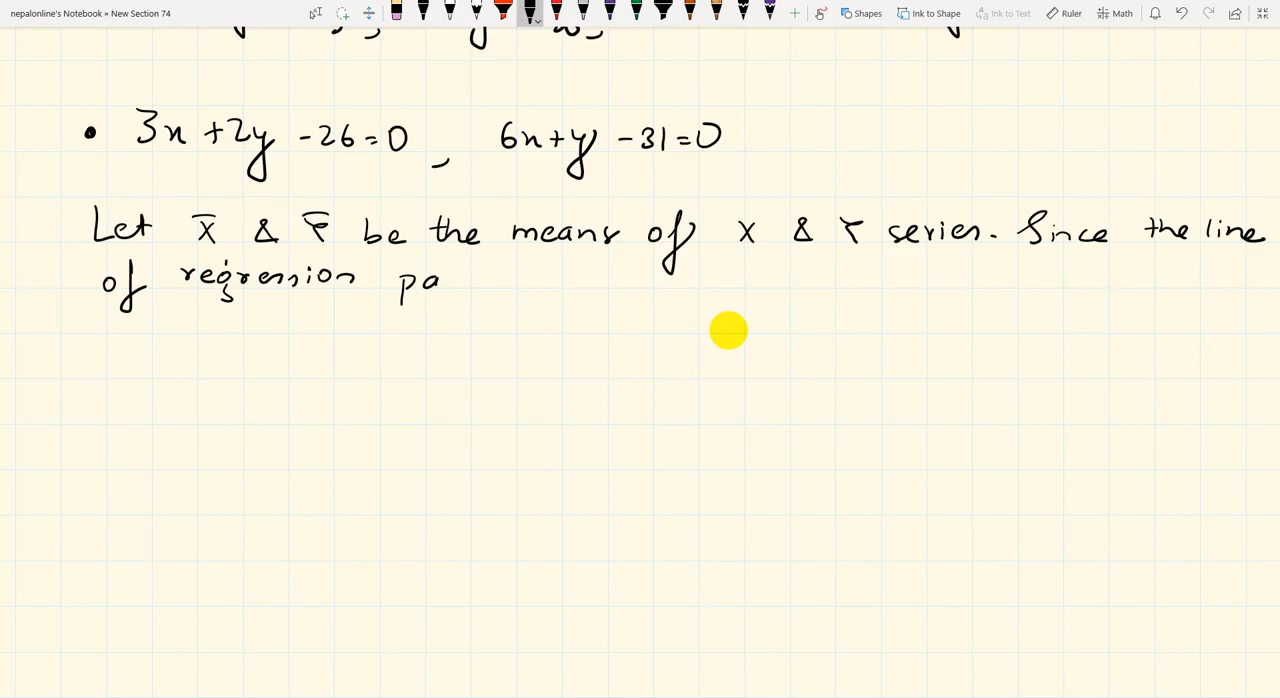 nepalonline's Notebook » New Section 74
Shapes Ink to Shape Ink to Text Ruler Math
• 3x + 2y - 26 = 0 , 6x + y - 31 = 0
Let X̅ & Y̅ be the means of X & Y series. Since the line
of regression pa